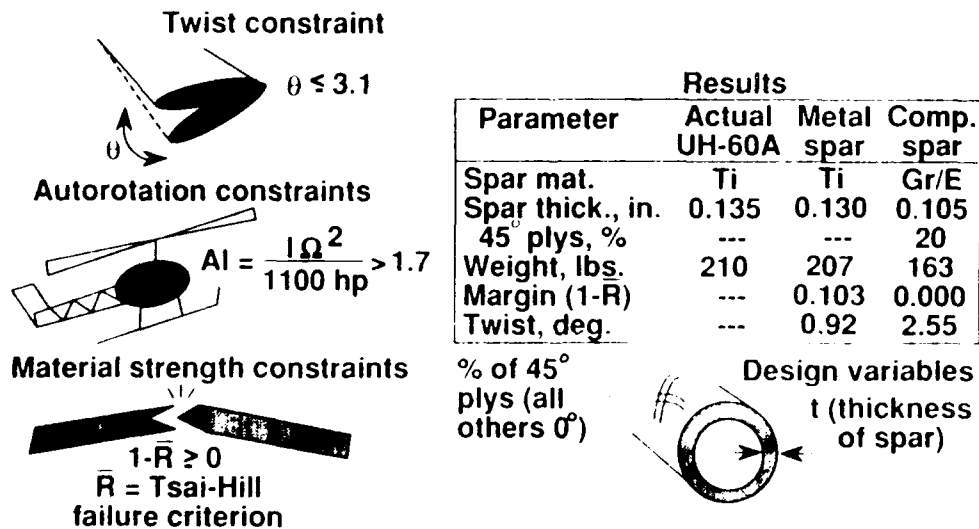 Twist constraint
θ ≤ 3.1
θ
Autorotation constraints
AI = IΩ² / 1100 hp > 1.7
Material strength constraints
1-R̄ ≥ 0
R̄ = Tsai-Hill
failure criterion
Results
Parameter Actual UH-60A Metal spar Comp. spar
Spar mat. Ti Ti Gr/E
Spar thick., in. 0.135 0.130 0.105
45° plys, % --- --- 20
Weight, lbs. 210 207 163
Margin (1-R̄) --- 0.103 0.000
Twist, deg. --- 0.92 2.55
% of 45°
plys (all
others 0°)
Design variables
t (thickness
of spar)